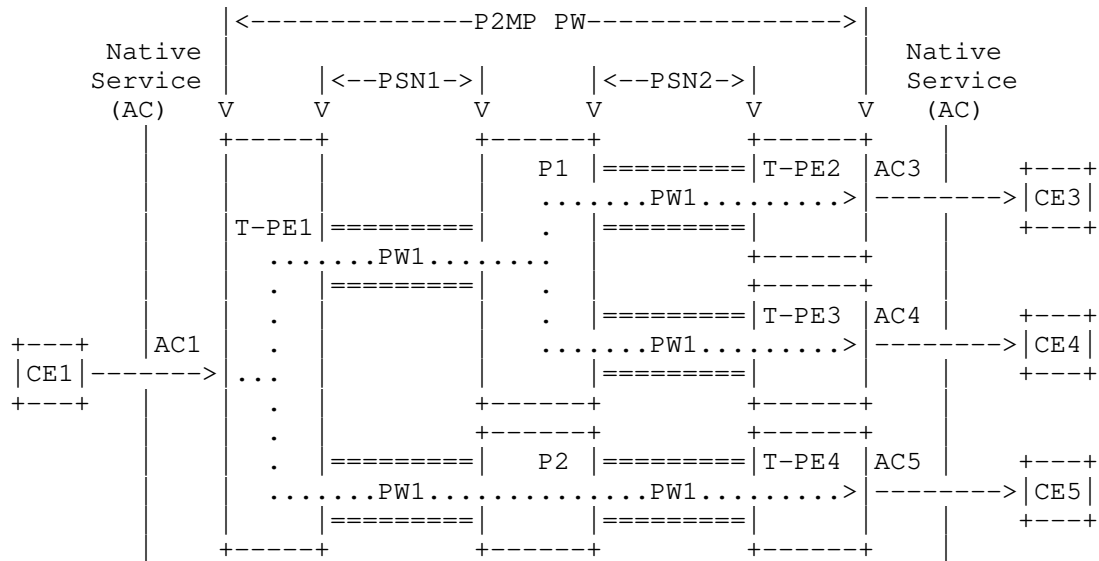 |<--------------P2MP PW---------------->|
Native | | Native
Service | |<--PSN1->| |<--PSN2->| | Service
(AC) V V V V V V (AC)
| +-----+ +------+ +------+ |
| | | | P1 |=========|T-PE2 |AC3 | +---+
| | | | .......PW1.........>|-------->|CE3|
| |T-PE1|=========| . |=========| | | +---+
| | .......PW1........ | +------+ |
| | . |=========| . | +------+ |
| | . | | . |=========|T-PE3 |AC4 | +---+
+---+ |AC1 | . | | .......PW1.........>|-------->|CE4|
|CE1|------->|... | | |=========| | | +---+
+---+ | | . | +------+ +------+ |
| | . | +------+ +------+ |
| | . |=========| P2 |=========|T-PE4 |AC5 | +---+
| | .......PW1..............PW1.........>|-------->|CE5|
| | |=========| |=========| | | +---+
| +-----+ +------+ +------+ |